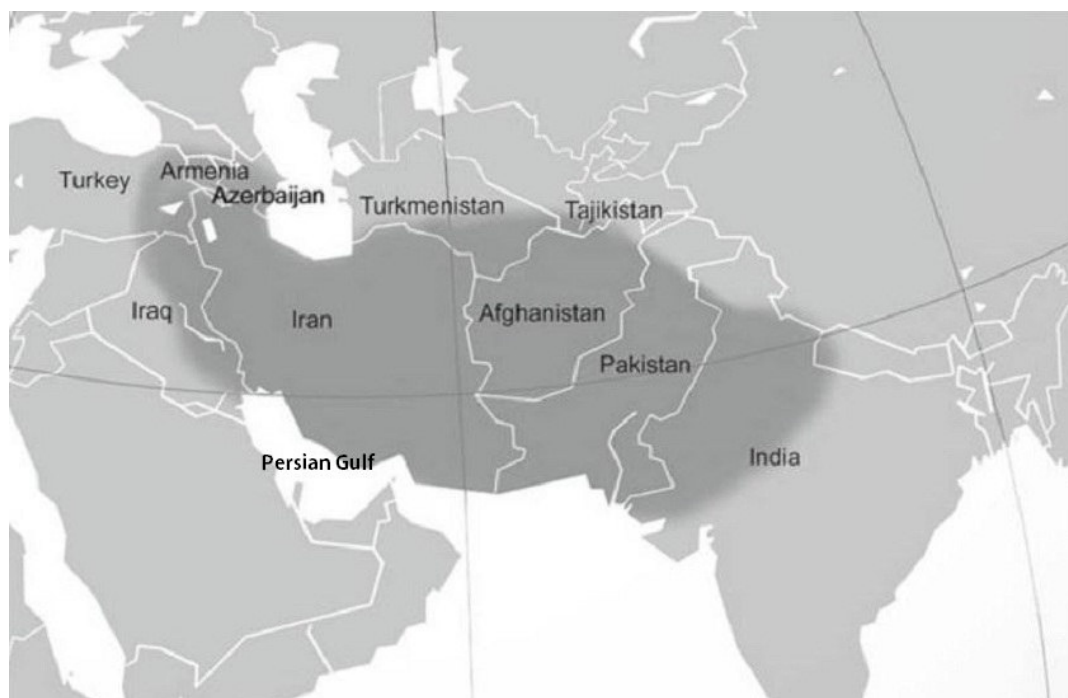 Turkey
Armenia
Azerbaijan
Turkmenistan
Tajikistan
Iraq
Iran
Afghanistan
Pakistan
Persian Gulf
India